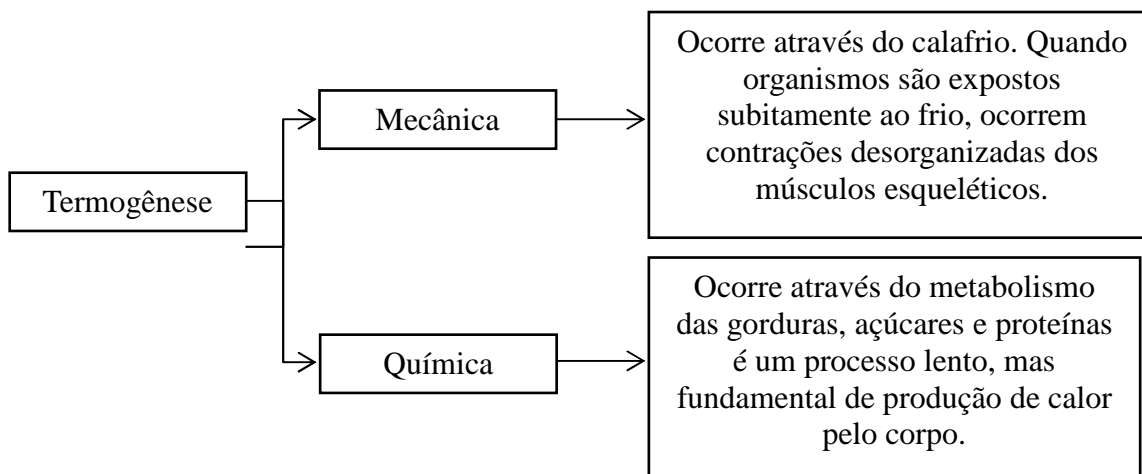 Termogênese
Mecânica
Ocorre através do calafrio. Quando
organismos são expostos
subitamente ao frio, ocorrem
contrações desorganizadas dos
músculos esqueléticos.
Química
Ocorre através do metabolismo
das gorduras, açúcares e proteínas
é um processo lento, mas
fundamental de produção de calor
pelo corpo.